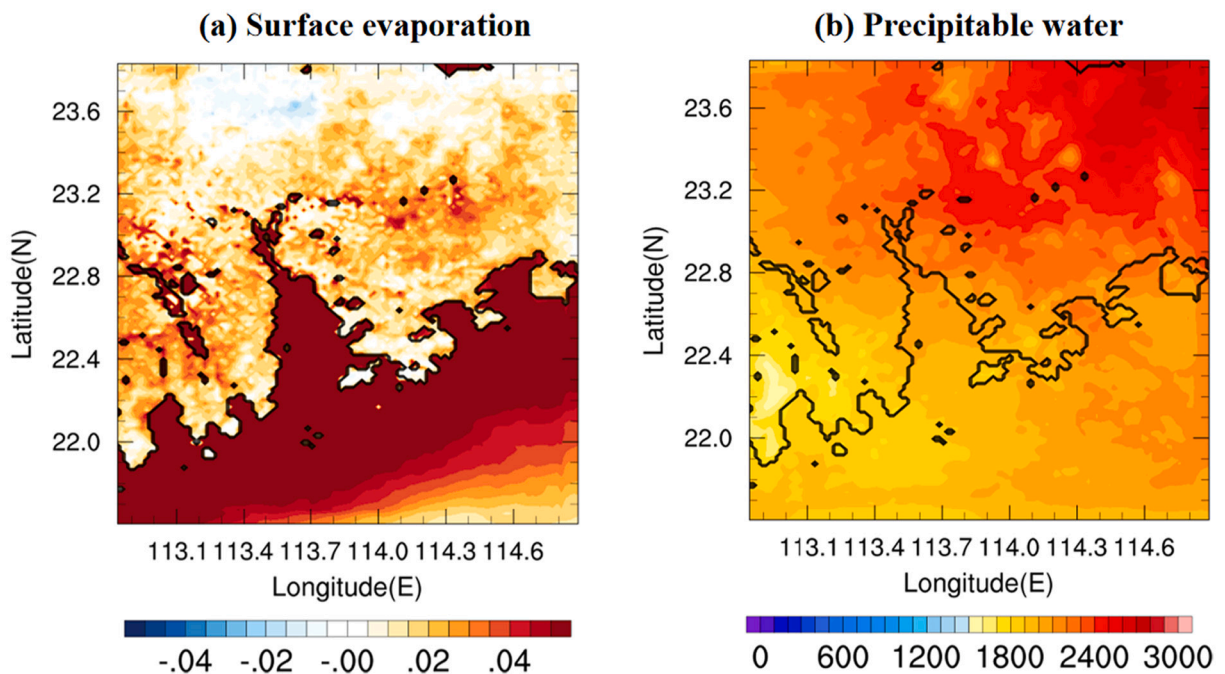 (a) Surface evaporation
(b) Precipitable water
23.6
23.2
22.8
22.4
22.0
Latitude(N)
113.1 113.4 113.7 114.0 114.3 114.6
Longitude(E)
-.04 -.02 -.00 .02 .04
23.6
23.2
22.8
22.4
22.0
Latitude(N)
113.1 113.4 113.7 114.0 114.3 114.6
Longitude(E)
0 600 1200 1800 2400 3000